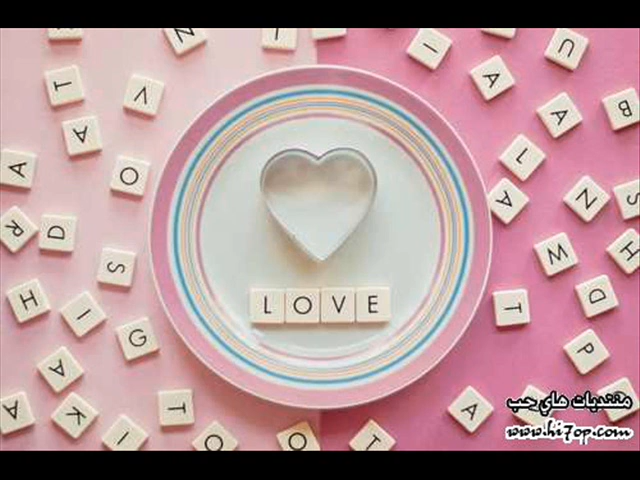 N
I
T
V
A
A
O
R
D
S
H
I
G
A
A
K
I
T
O
O
T
LOVE
I
U
A
B
A
L
A
N
Z
H
M
D
T
P
A
منتديات هاي حب
www.hi7op.com